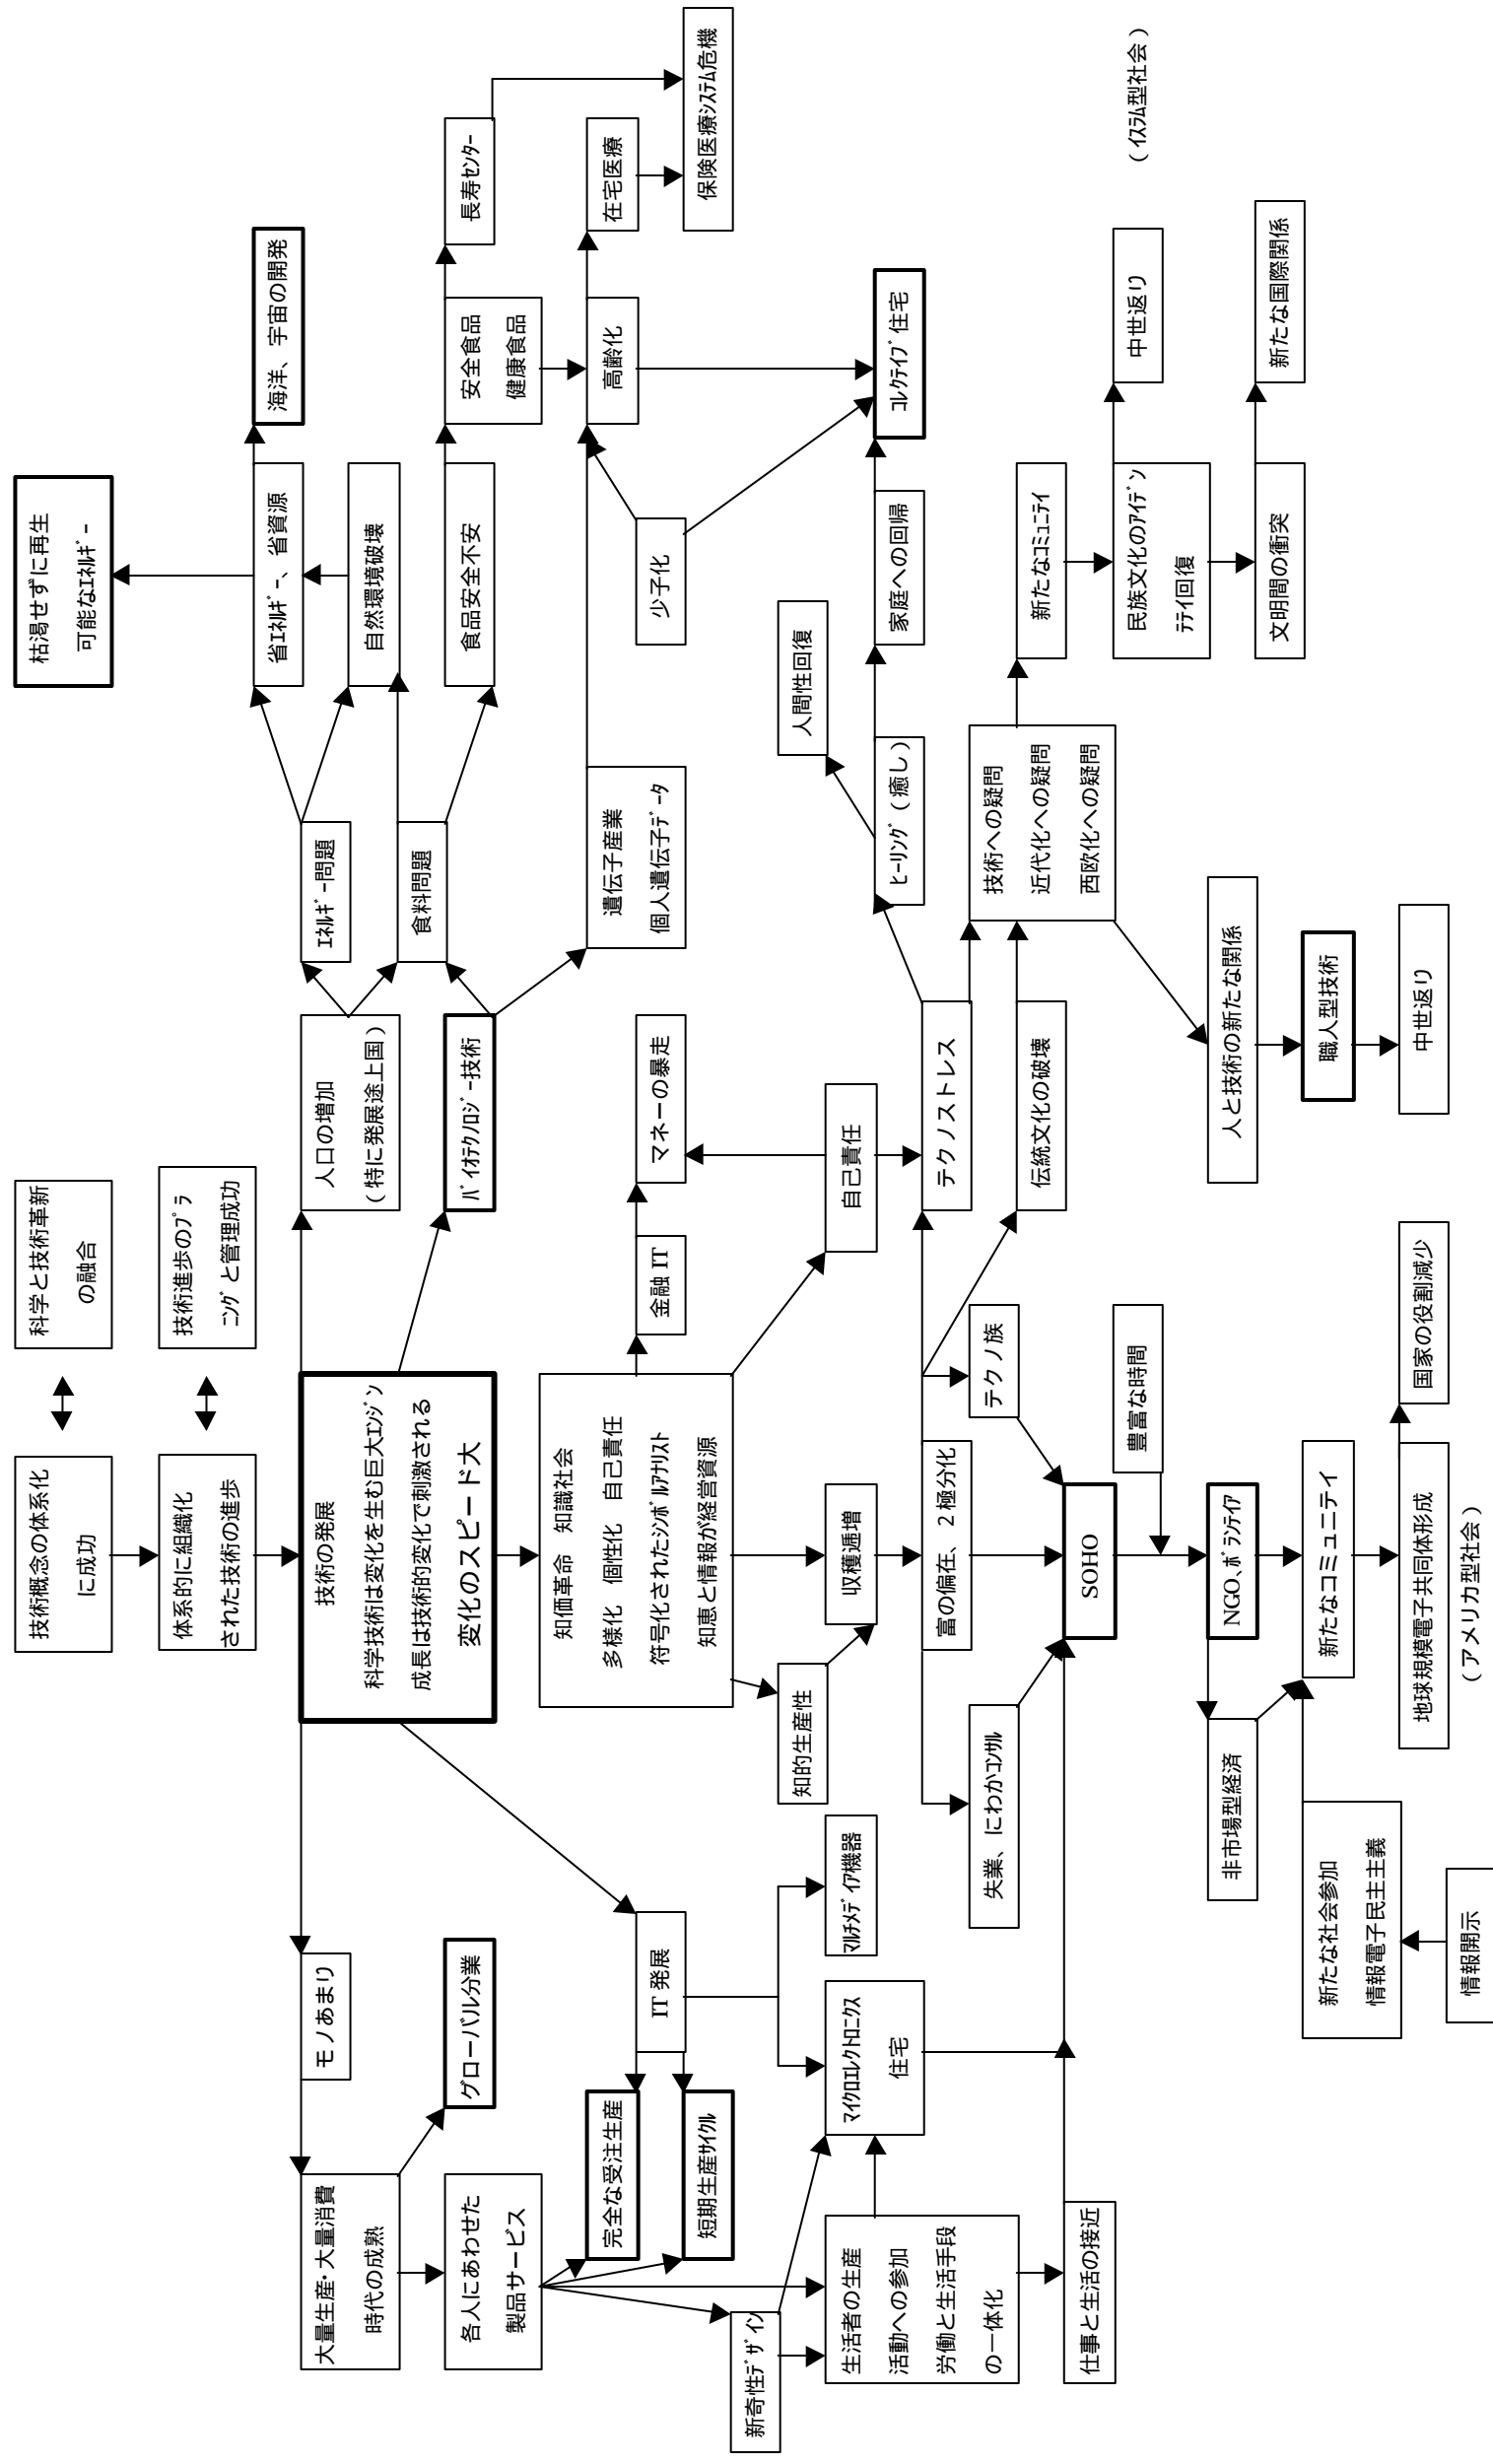 技術概念の体系化
に成功
科学と技術革新
の融合
体系的に組織化
された技術の進歩
技術進歩のﾌﾟﾗ
ﾆﾝｸﾞと管理成功
技術の発展
科学技術は変化を生む巨大ｴﾝｼﾞﾝ
成長は技術的変化で刺激される
変化のスピード大
モノあまり
大量生産・大量消費
時代の成熟
グローバル分業
各人にあわせた
製品サービス
人口の増加
(特に発展途上国)
ﾊﾞｲｵﾃｸﾉﾛｼﾞｰ技術
ｴﾈﾙｷﾞｰ問題
食料問題
省ｴﾈﾙｷﾞｰ、省資源
自然環境破壊
枯渇せずに再生
可能なｴﾈﾙｷﾞｰ
海洋、宇宙の開発
食品安全不安
安全食品
健康食品
長寿ｾﾝﾀｰ
遺伝子産業
個人遺伝子ﾃﾞｰﾀ
高齢化
在宅医療
保険医療ｼｽﾃﾑ危機
少子化
知価革命　知識社会
多様化　個性化　自己責任
符号化されたｼﾝﾎﾞﾙｱﾅﾘｽﾄ
知恵と情報が経営資源
金融 IT
マネーの暴走
自己責任
IT 発展
完全な受注生産
短期生産ｻｲｸﾙ
新奇性ﾃﾞｻﾞｲﾝ
マルチメディア機器
ﾏｲｸﾛｴﾚｸﾄﾛﾆｸｽ
住宅
生活者の生産
活動への参加
労働と生活手段
の一体化
仕事と生活の接近
知的生産性
収穫逓増
富の偏在、2 極分化
テクノストレス
伝統文化の破壊
テクノ族
失業、にわかｺﾝｻﾙ
SOHO
豊富な時間
NGO、ﾎﾞﾗﾝﾃｲｱ
非市場型経済
新たなコミュニテイ
新たな社会参加
情報電子民主主義
情報開示
地球規模電子共同体形成
(アメリカ型社会)
国家の役割減少
人間性回復
ﾋｰﾘﾝｸﾞ(癒し)
家庭への回帰
ｺﾚｸﾃｲﾌﾞ住宅
技術への疑問
近代化への疑問
西欧化への疑問
新たなｺﾐｭﾆﾃｲ
民族文化のｱｲﾃﾞﾝ
ﾃﾃｲ回復
中世返り
(ｲｽﾗﾑ型社会)
文明間の衝突
新たな国際関係
人と技術の新たな関係
職人型技術
中世返り